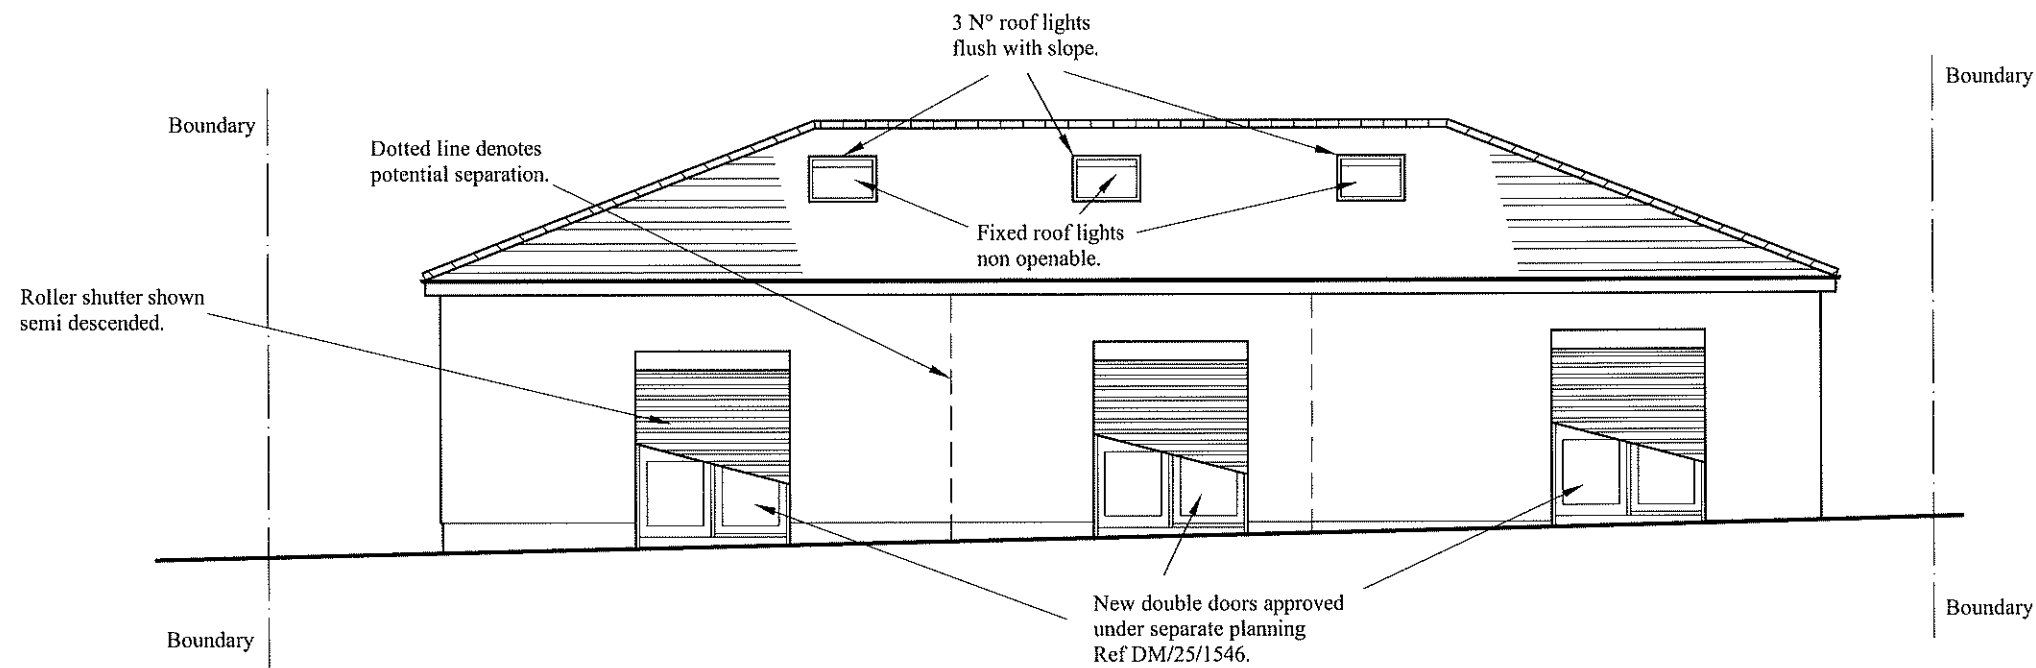 3 N° roof lights
flush with slope.
Boundary
Boundary
Dotted line denotes
potential separation.
Fixed roof lights
non openable.
Roller shutter shown
semi descended.
New double doors approved
under separate planning
Ref DM/25/1546.
Boundary
Boundary